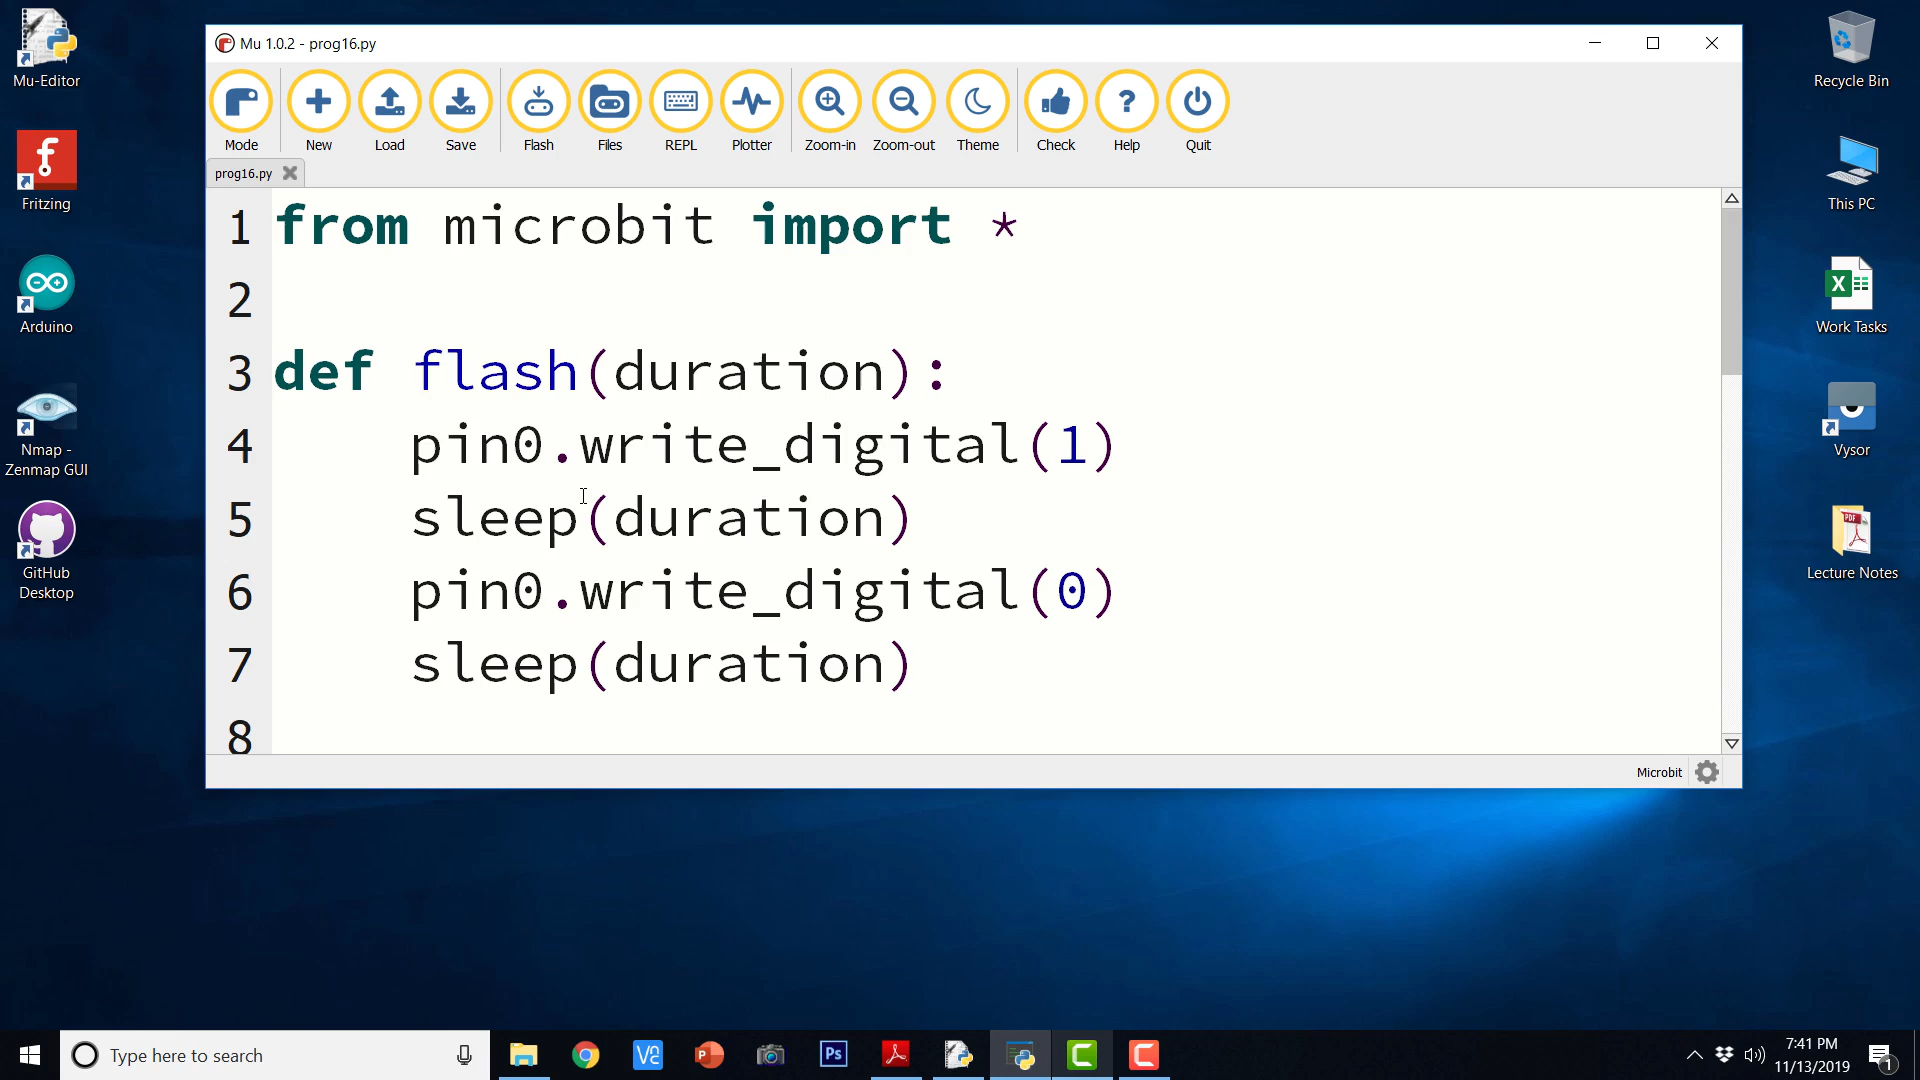 Mu-Editor
Fritzing
Arduino
Nmap -
Zenmap GUI
GitHub
Desktop
Mu 1.0.2 - prog16.py
Mode New Load Save Flash Files REPL Plotter Zoom-in Zoom-out Theme Check Help Quit
prog16.py
1 from microbit import *
2
3 def flash(duration):
4 pin0.write_digital(1)
5 sleep(duration)
6 pin0.write_digital(0)
7 sleep(duration)
8
Microbit
Recycle Bin
This PC
Work Tasks
Vysor
PDF
Lecture Notes
Type here to search
Ps
7:41 PM
11/13/2019
1